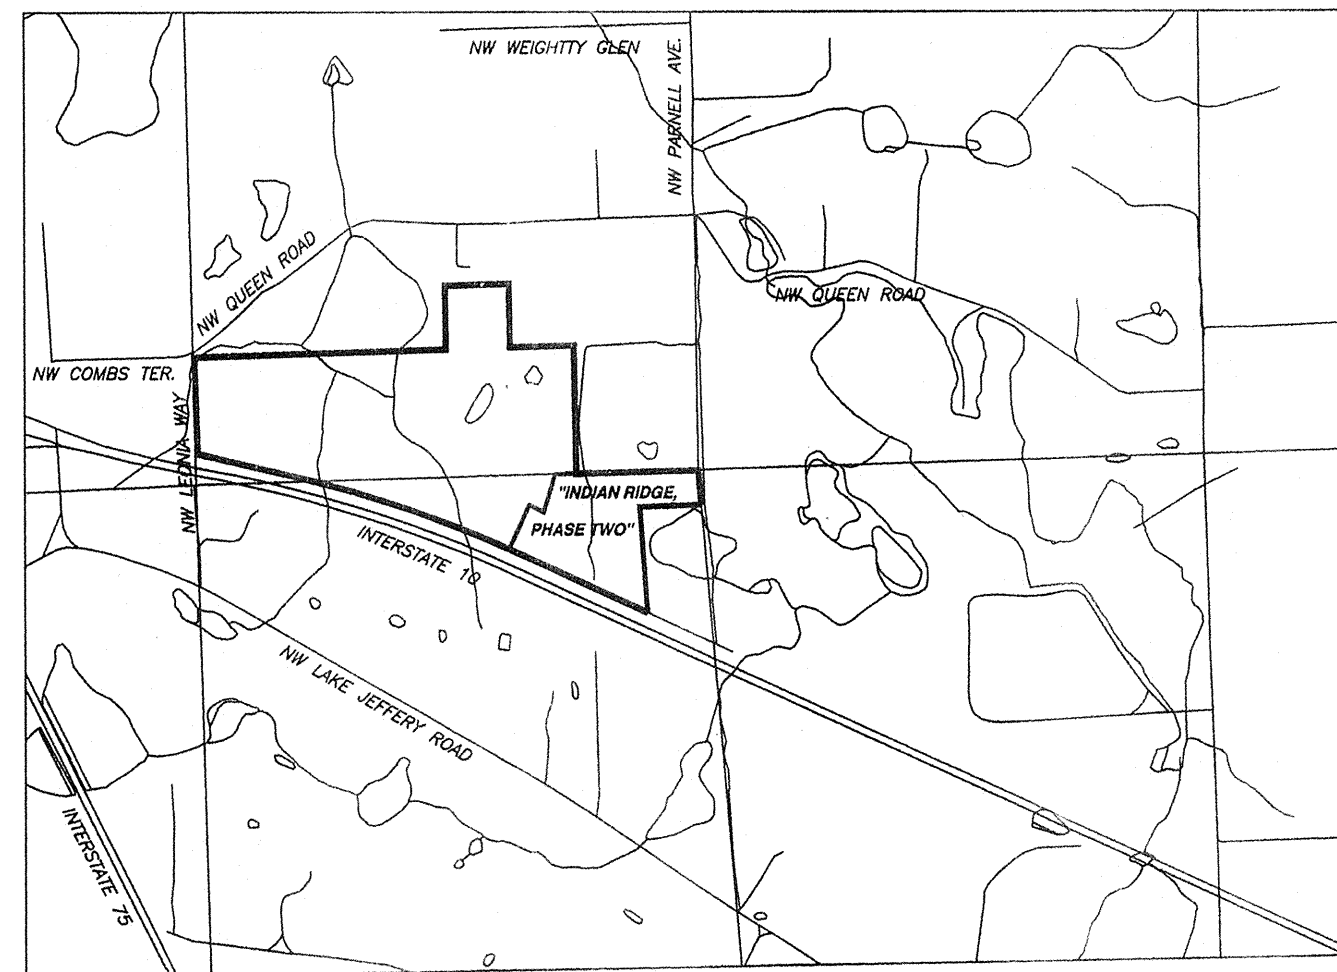 NW WEIGHTTY GLEN
NW PARNELL AVE.
NW QUEEN ROAD
NW QUEEN ROAD
NW COMBS TER.
NW LEONIA WAY
"INDIAN RIDGE,
PHASE TWO"
INTERSTATE 10
NW LAKE JEFFERY ROAD
INTERSTATE 75